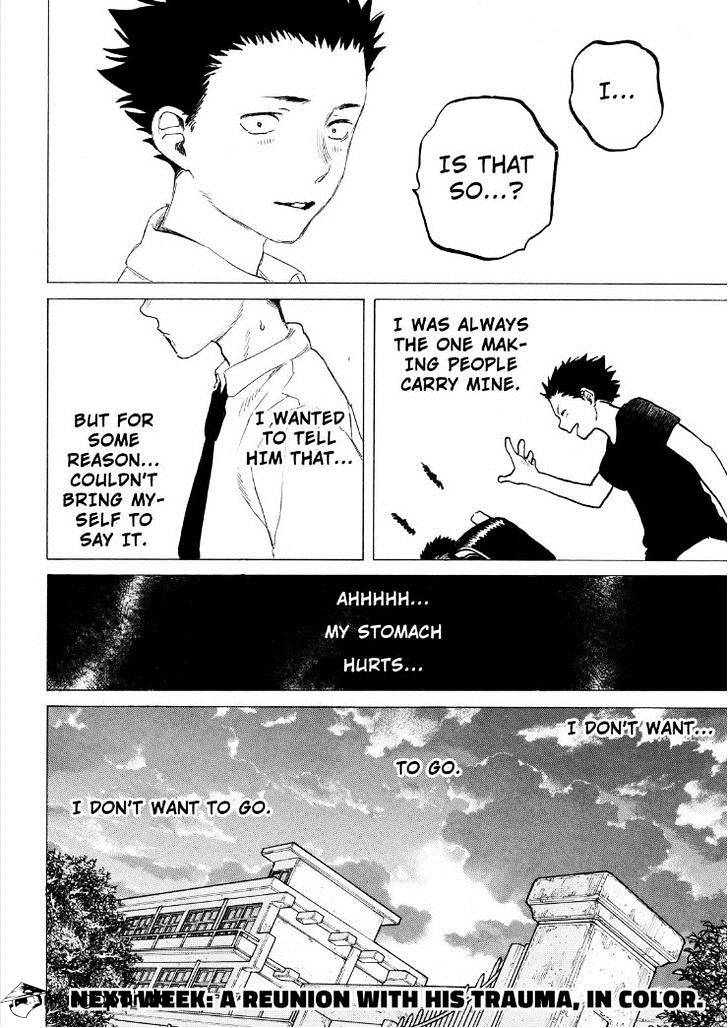 I...
IS THAT
SO...?
I WAS ALWAYS
THE ONE MAK-
ING PEOPLE
CARRY MINE.
I WANTED
TO TELL
HIM THAT...
BUT FOR
SOME
REASON...
COULDN'T
BRING MY-
SELF TO
SAY IT.
AHHHHH...
MY STOMACH
HURTS...
I DON'T WANT...
TO GO.
I DON'T WANT TO GO.
NEXT WEEK: A REUNION WITH HIS TRAUMA, IN COLOR.